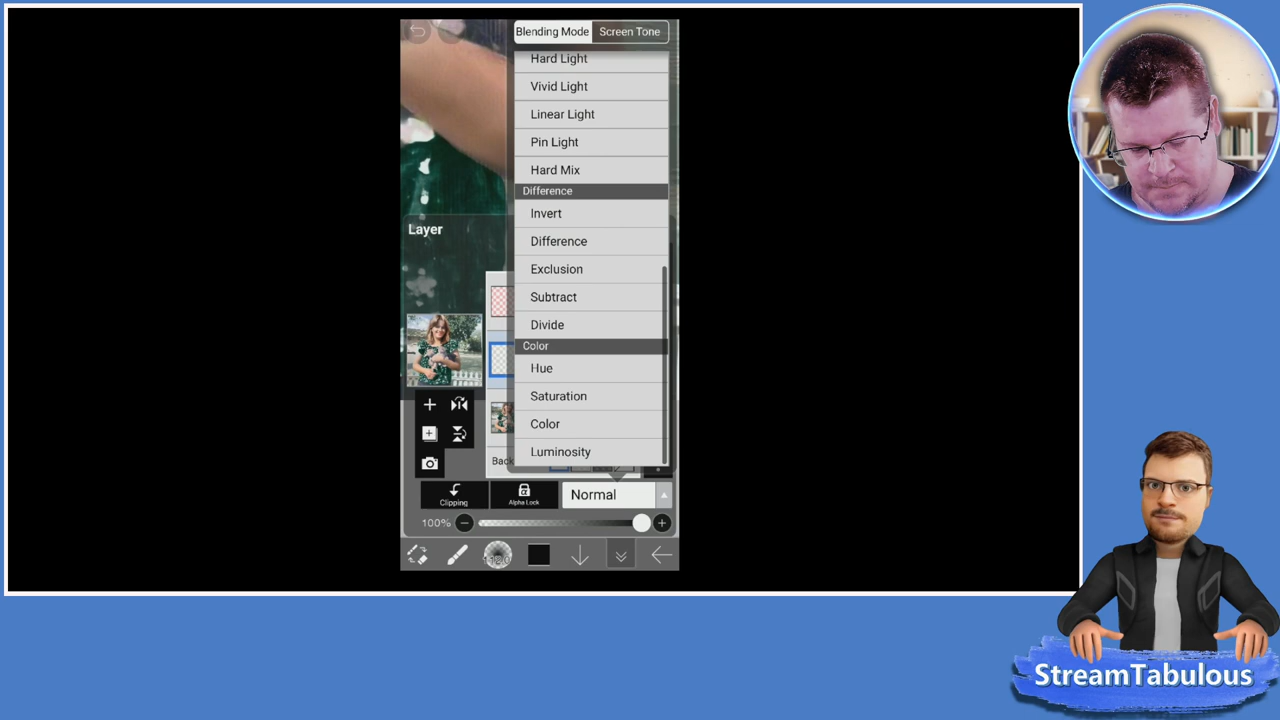 Blending Mode
Screen Tone
Hard Light
Vivid Light
Linear Light
Pin Light
Hard Mix
Difference
Invert
Difference
Exclusion
Subtract
Divide
Color
Hue
Saturation
Color
Luminosity
Layer
Back
Clipping
Alpha Lock
Normal
100%
StreamTabulous